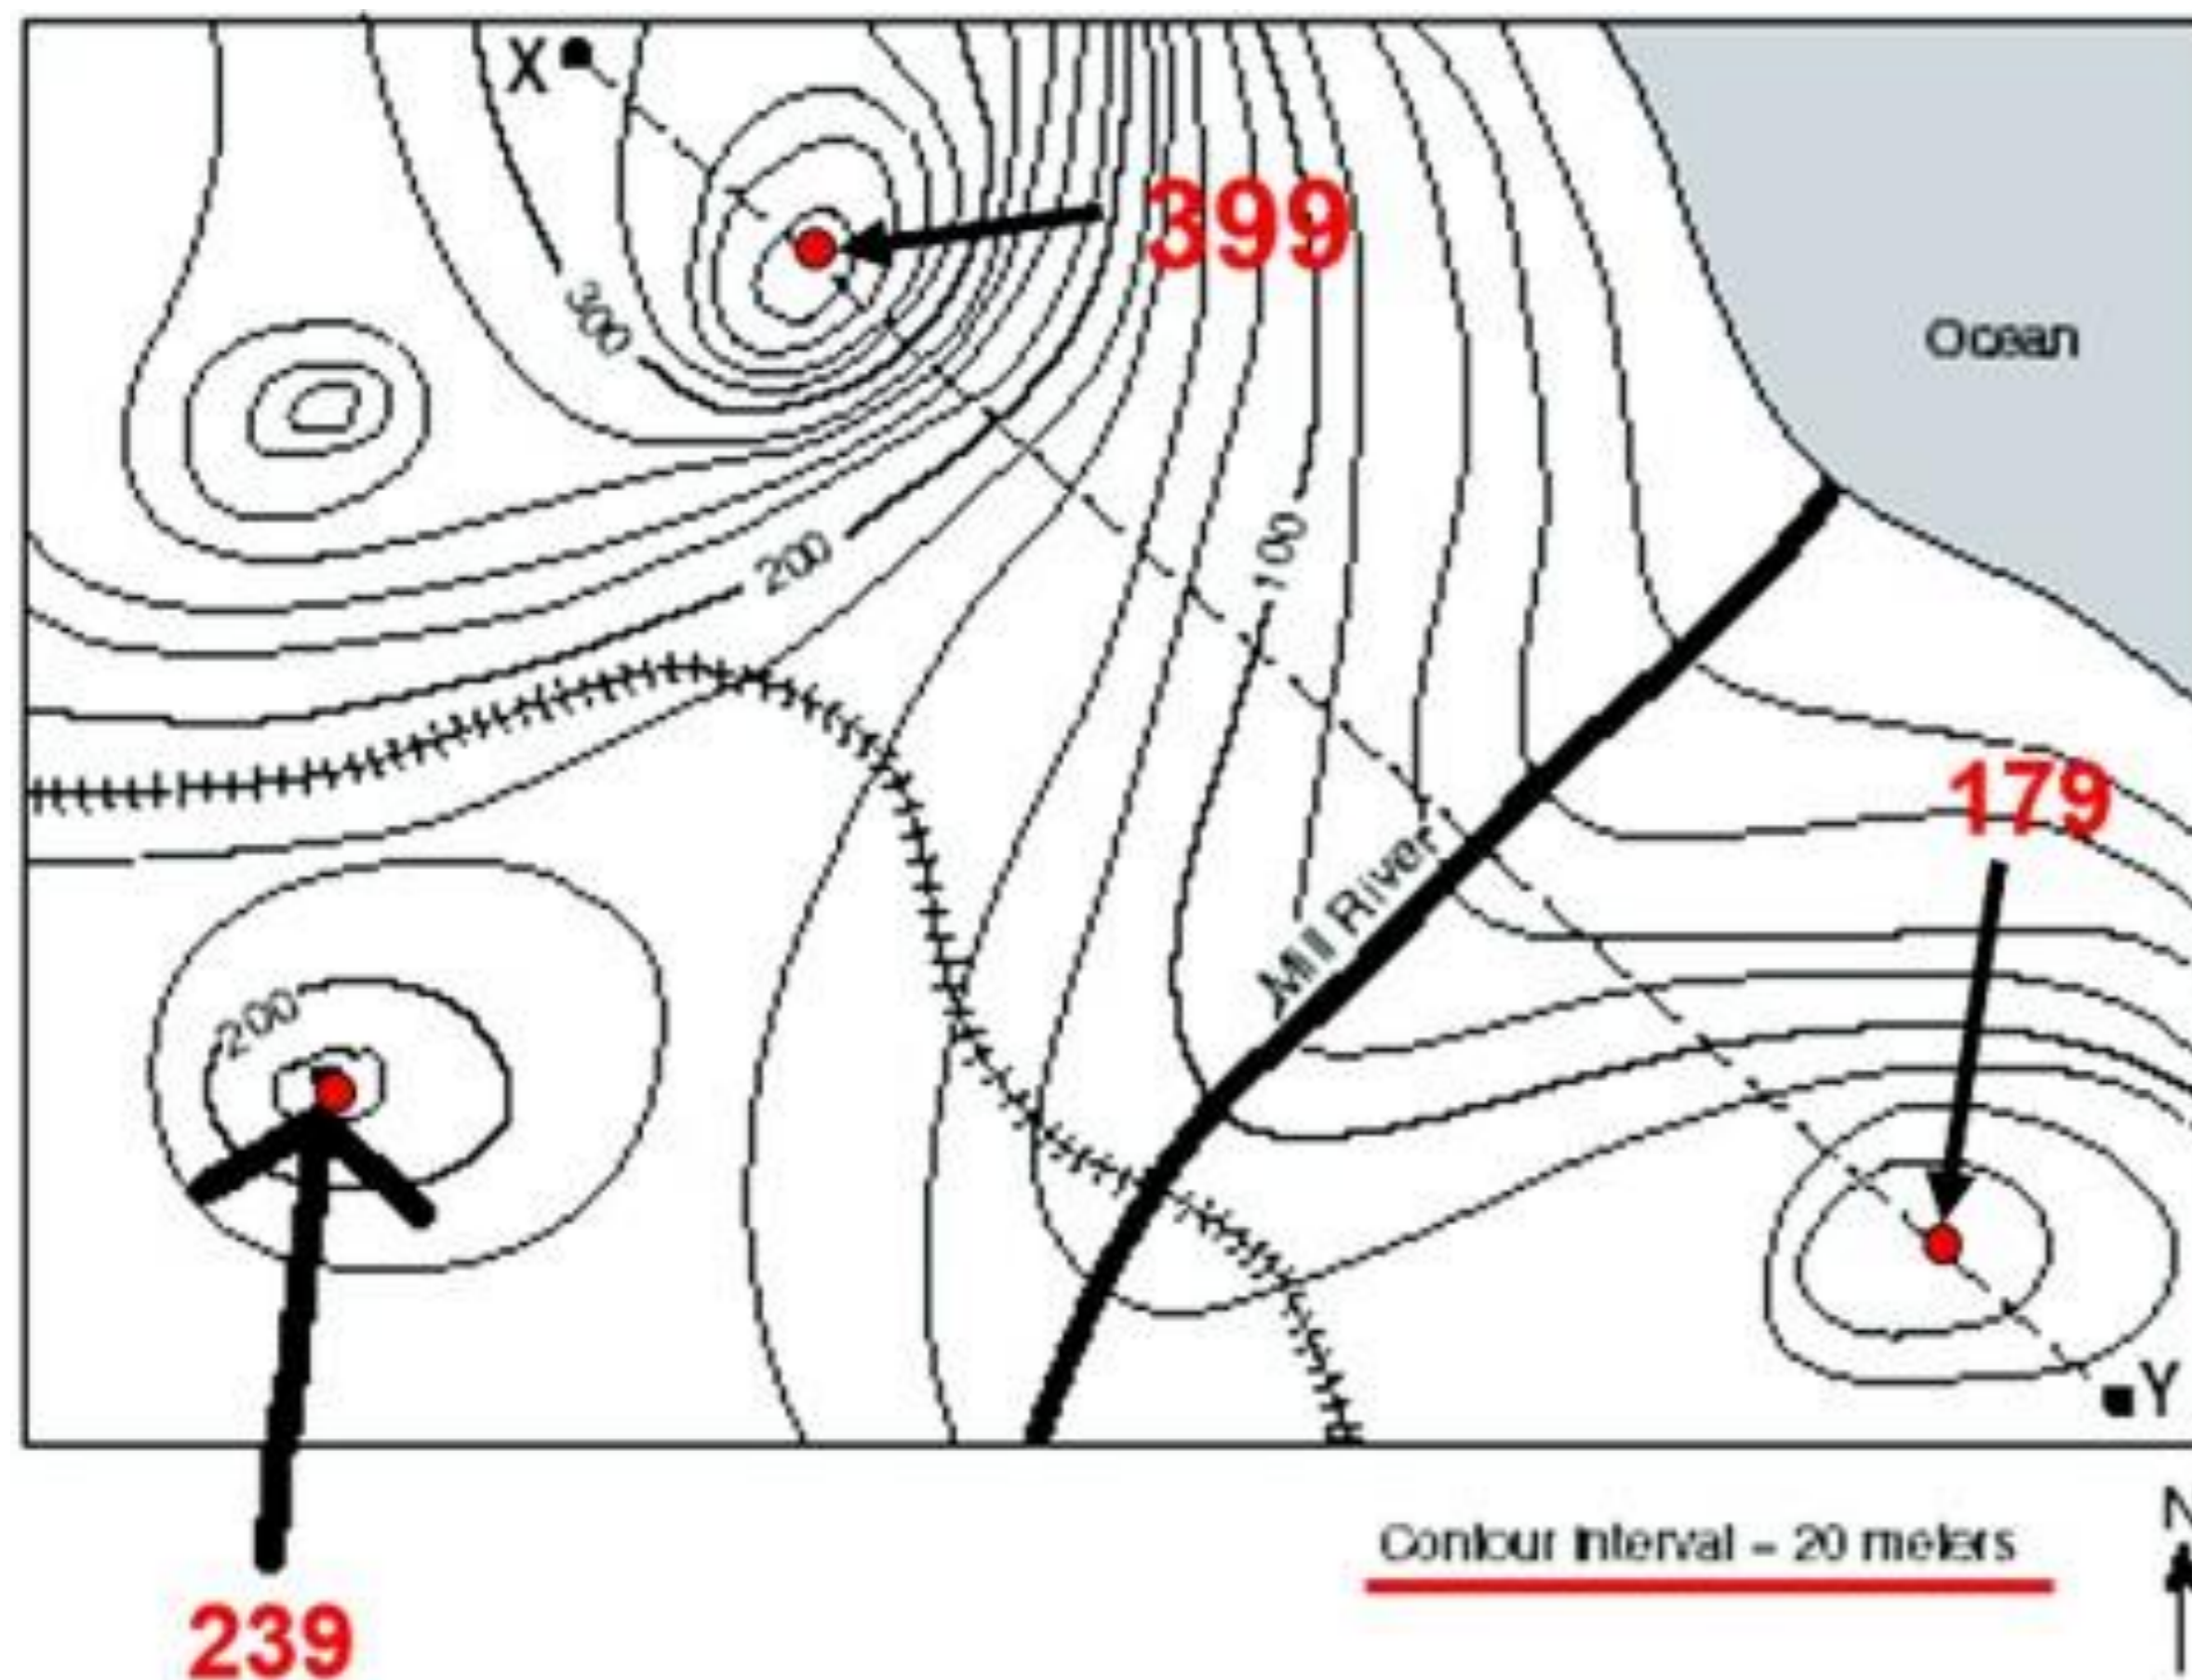 X
399
300
Ocean
200
100
179
Mill River
200
Y
N
Contour Interval = 20 meters
239